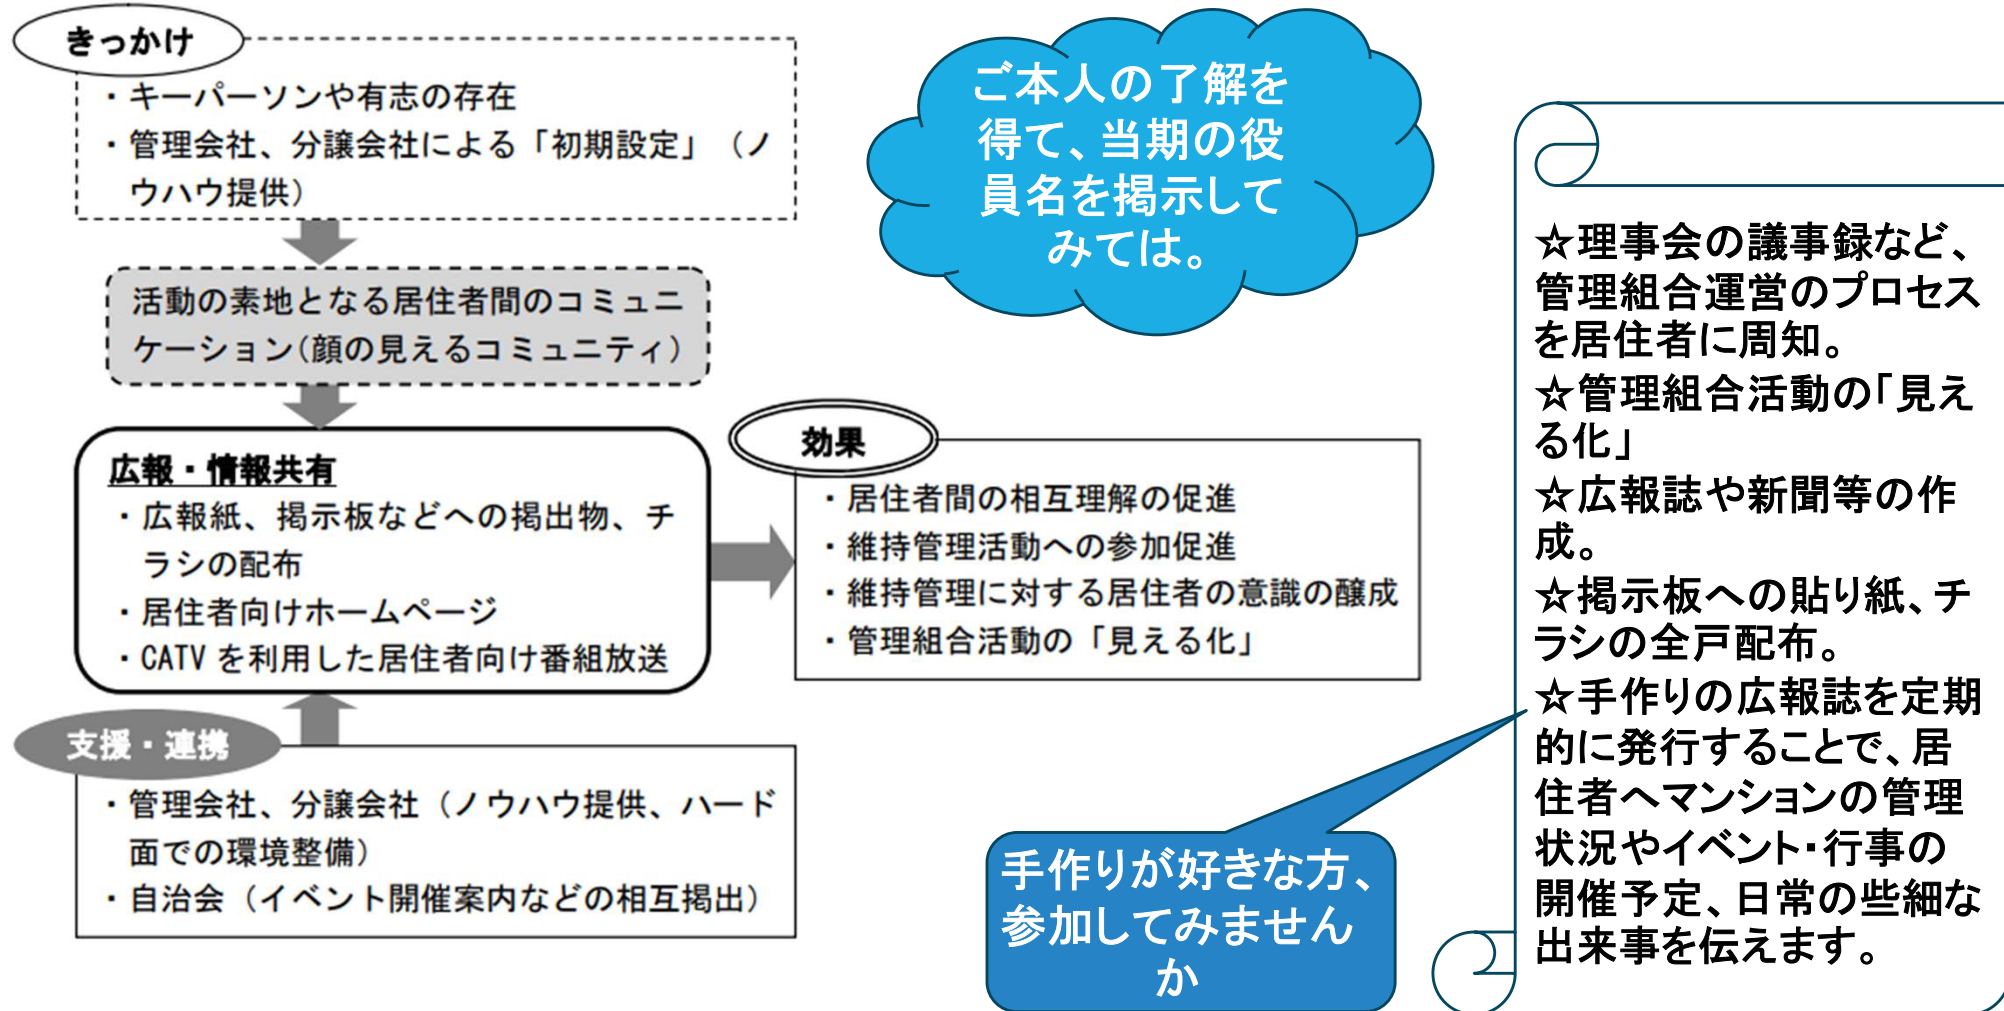 きっかけ
・キーパーソンや有志の存在
・管理会社、分譲会社による「初期設定」（ノ
ウハウ提供）
活動の素地となる居住者間のコミュニ
ケーション（顔の見えるコミュニティ）
広報・情報共有
・広報紙、掲示板などへの掲出物、チ
ラシの配布
・居住者向けホームページ
・CATVを利用した居住者向け番組放送
効果
・居住者間の相互理解の促進
・維持管理活動への参加促進
・維持管理に対する居住者の意識の醸成
・管理組合活動の「見える化」
支援・連携
・管理会社、分譲会社（ノウハウ提供、ハード
面での環境整備）
・自治会（イベント開催案内などの相互掲出）
ご本人の了解を
得て、当期の役
員名を掲示して
みては。
手作りが好きな方、
参加してみません
か
☆理事会の議事録など、
管理組合運営のプロセス
を居住者に周知。
☆管理組合活動の「見え
る化」
☆広報誌や新聞等の作
成。
☆掲示板への貼り紙、チ
ラシの全戸配布。
☆手作りの広報誌を定期
的に発行することで、居
住者へマンションの管理
状況やイベント・行事の
開催予定、日常の些細な
出来事を伝えます。